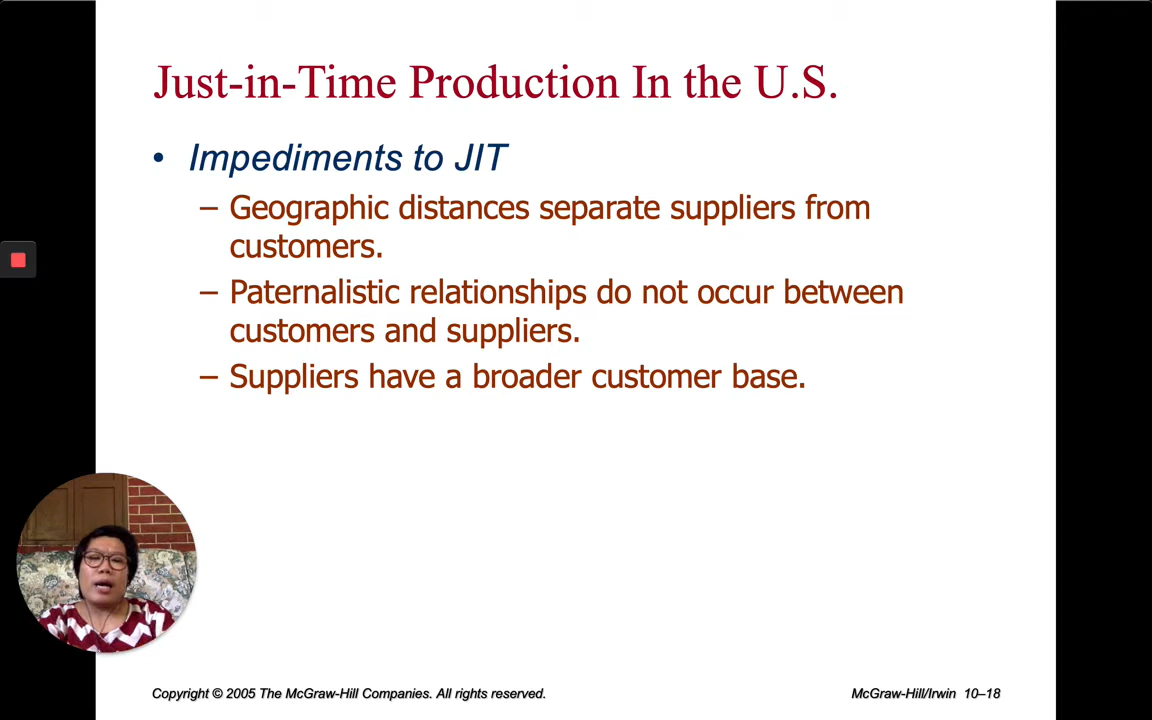 Just-in-Time Production In the U.S.
• Impediments to JIT
– Geographic distances separate suppliers from
customers.
– Paternalistic relationships do not occur between
customers and suppliers.
– Suppliers have a broader customer base.
Copyright © 2005 The McGraw-Hill Companies. All rights reserved.
McGraw-Hill/Irwin 10–18